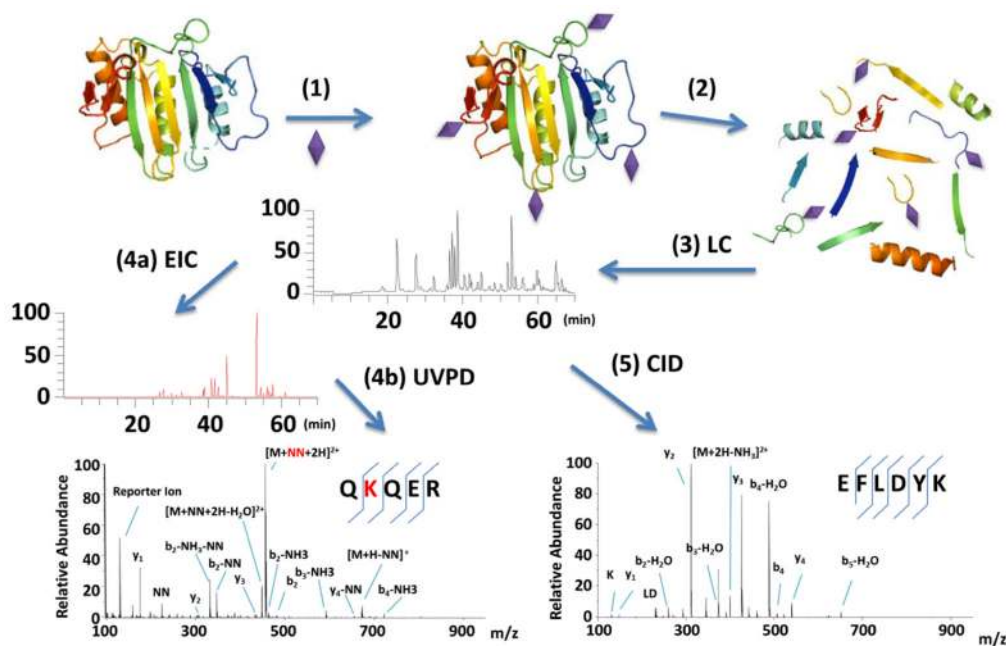 (1)
(2)
(3) LC
100
50
0
20
40
60
(min)
(4a) EIC
100
50
0
20
40
60
(min)
(4b) UVPD
(5) CID
[M+NN+2H]²⁺
100
80
60
40
20
0
Relative Abundance
Reporter Ion
[M+NN+2H-H₂O]²⁺
b₂-NH₃-NN
y₁
b₂-NN
y₃
NN
y₂
b₂-NH3
b₂
b₃-NH3
[M+H-NN]⁺
y₄-NN
b₄-NH3
Q K Q E R
100
300
500
700
900
m/z
y₂
[M+2H-NH₃]²⁺
y₃
b₄-H₂O
100
80
60
40
20
0
Relative Abundance
b₃-H₂O
b₂-H₂O
K
y₁
LD
b₄
y₄
b₅-H₂O
E F L D Y K
100
300
500
700
900
m/z